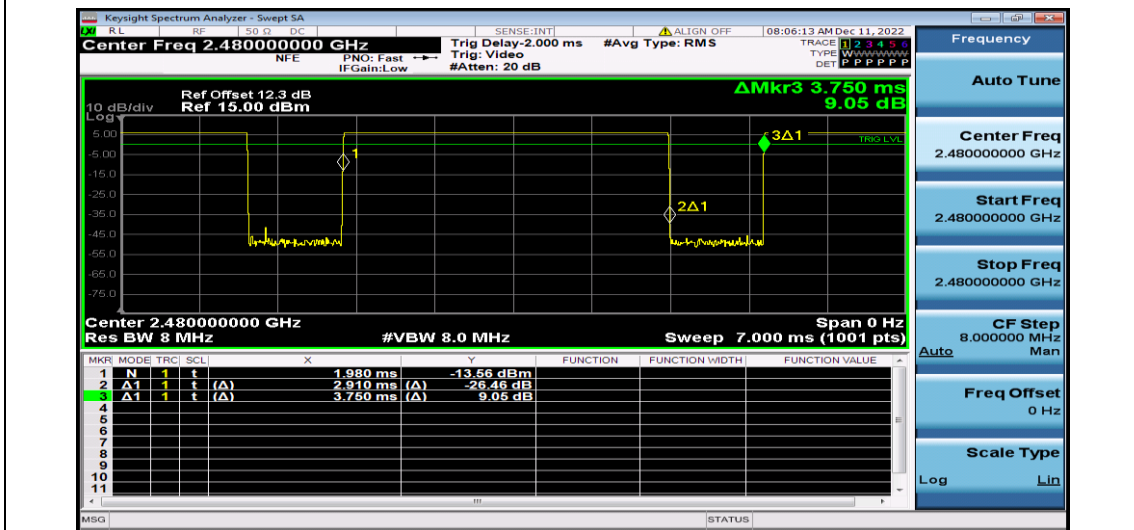 Keysight Spectrum Analyzer - Swept SA
LXI RL RF 50 Ω DC SENSE:INT ALIGN OFF 08:06:13 AM Dec 11, 2022
Center Freq 2.480000000 GHz Trig Delay-2.000 ms #Avg Type: RMS TRACE 1 2 3 4 5 6
NFE PNO: Fast Trig: Video TYPE WWWWWW
IFGain:Low #Atten: 20 dB DET P P P P P P
ΔMkr3 3.750 ms
9.05 dB
Ref Offset 12.3 dB
10 dB/div Ref 15.00 dBm
Log
5.00
-5.00
-15.0
-25.0
-35.0
-45.0
-55.0
-65.0
-75.0
1
2Δ1
3Δ1
TRIG LVL
Center 2.480000000 GHz Span 0 Hz
Res BW 8 MHz #VBW 8.0 MHz Sweep 7.000 ms (1001 pts)
MKR MODE TRC SCL X Y FUNCTION FUNCTION WIDTH FUNCTION VALUE
1 N 1 t 1.980 ms -13.56 dBm
2 Δ1 1 t (Δ) 2.910 ms (Δ) -26.46 dB
3 Δ1 1 t (Δ) 3.750 ms (Δ) 9.05 dB
4
5
6
7
8
9
10
11
MSG STATUS
Frequency
Auto Tune
Center Freq
2.480000000 GHz
Start Freq
2.480000000 GHz
Stop Freq
2.480000000 GHz
CF Step
8.000000 MHz
Auto Man
Freq Offset
0 Hz
Scale Type
Log Lin